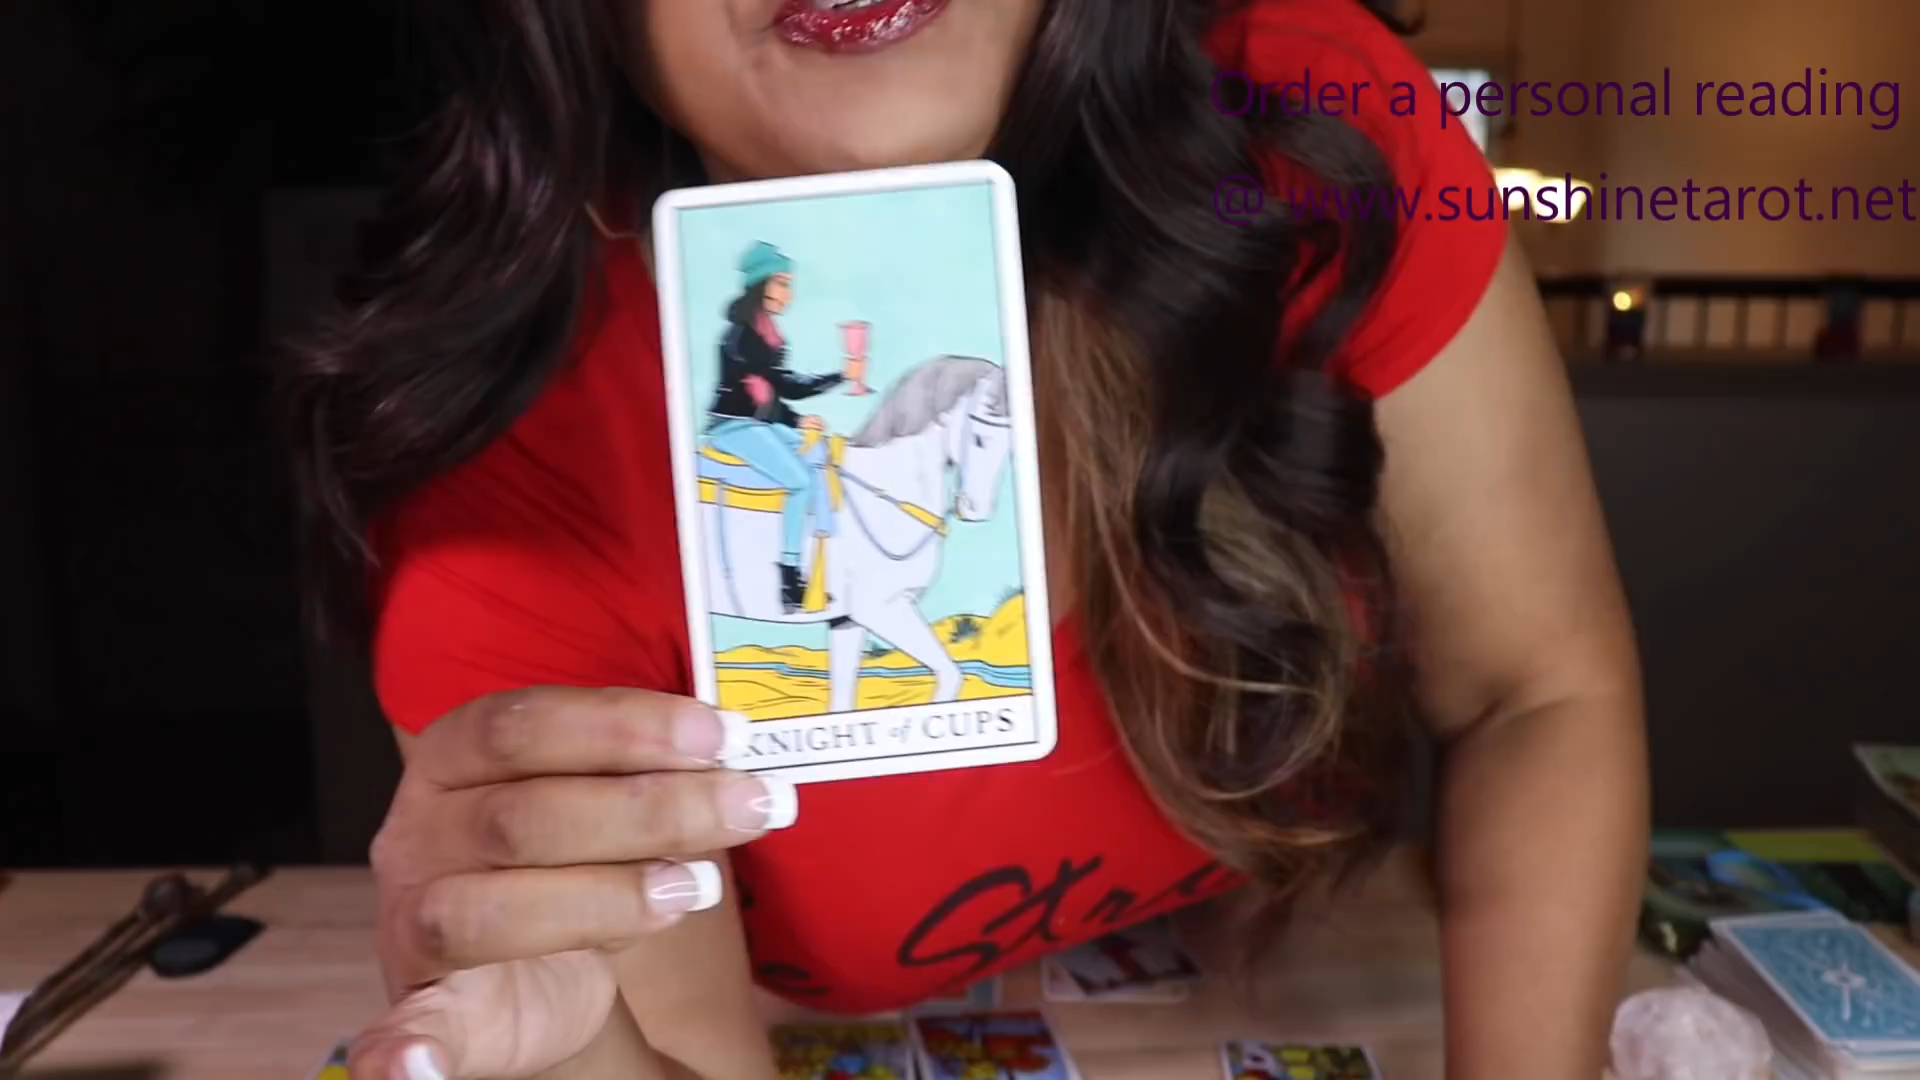 Order a personal reading
@ www.sunshinetarot.net
KNIGHT of CUPS